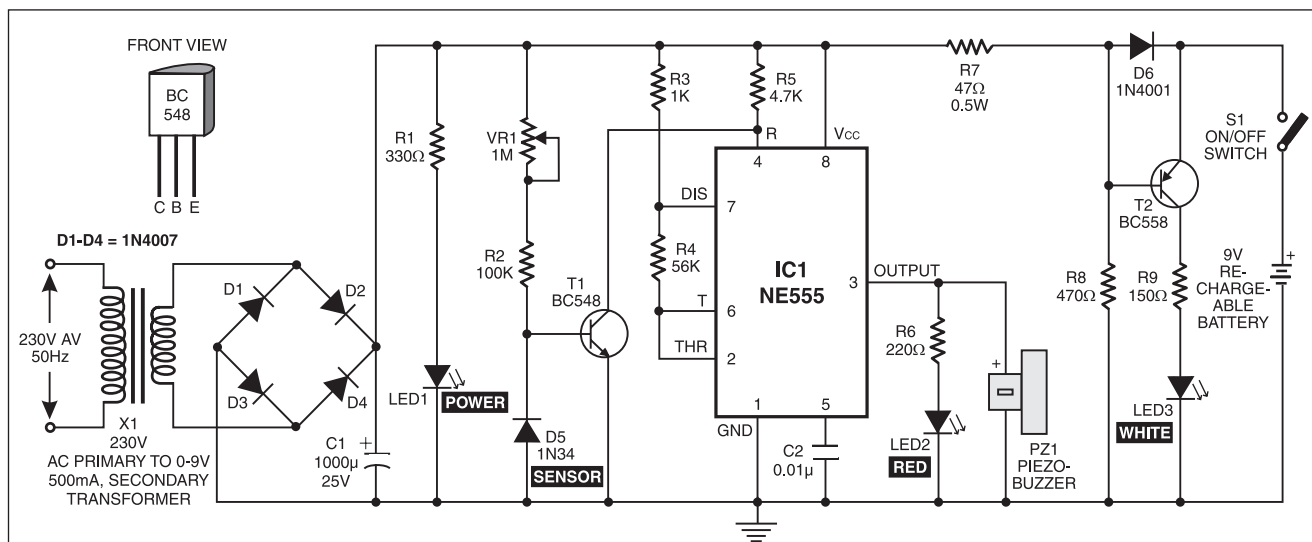 FRONT VIEW
BC
548
C B E
D1-D4 = 1N4007
230V AV
50Hz
X1
230V
AC PRIMARY TO 0-9V
500mA, SECONDARY
TRANSFORMER
D1
D2
D3
D4
C1
1000µ
25V
+
R1
330Ω
LED1
POWER
VR1
1M
R2
100K
D5
1N34
SENSOR
T1
BC548
R3
1K
R5
4.7K
R
VCC
4
8
DIS
7
R4
56K
T
6
THR
2
IC1
NE555
3
OUTPUT
1
5
GND
C2
0.01µ
R6
220Ω
LED2
RED
+
PZ1
PIEZO-
BUZZER
R7
47Ω
0.5W
D6
1N4001
T2
BC558
R8
470Ω
R9
150Ω
LED3
WHITE
S1
ON/OFF
SWITCH
9V
RE-
CHARGE-
ABLE
BATTERY
+